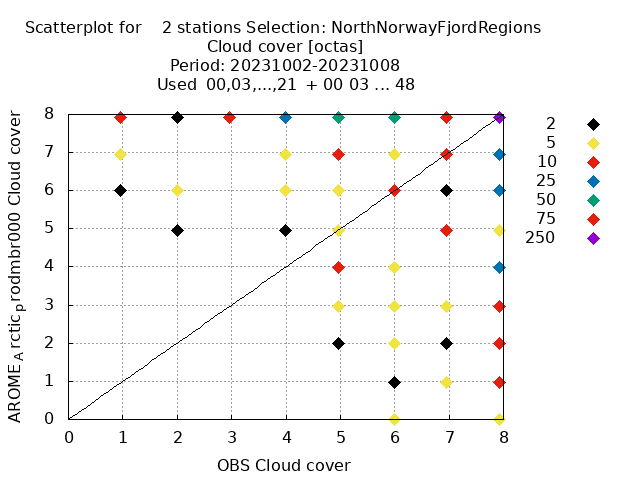 Scatterplot for 2 stations Selection: NorthNorwayFjordRegions
Cloud cover [octas]
Period: 20231002-20231008
Used 00,03,...,21 + 00 03 ... 48
AROME_Arctic_prodmbr000 Cloud cover
8
7
6
5
4
3
2
1
0
0 1 2 3 4 5 6 7 8
OBS Cloud cover
2
5
10
25
50
75
250